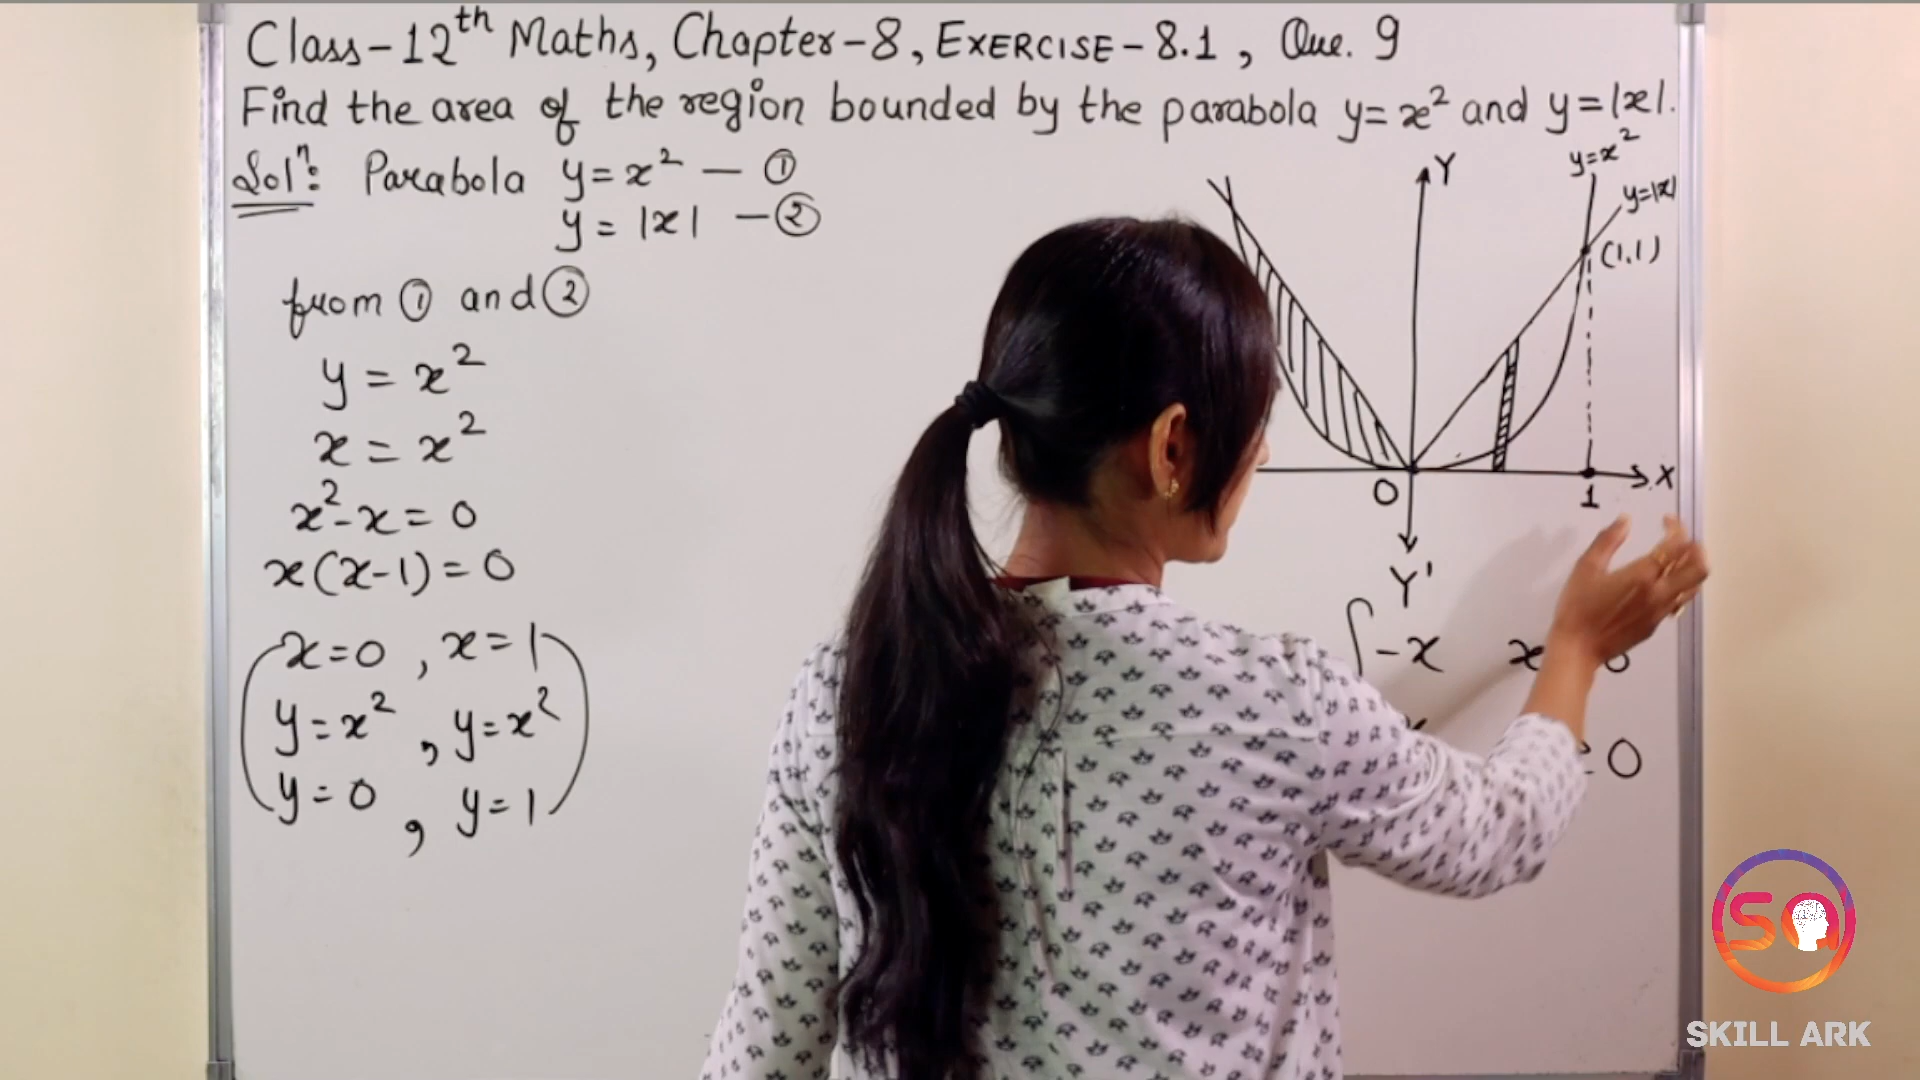 Class-12th Maths, Chapter-8, EXERCISE-8.1, Que. 9
Find the area of the region bounded by the parabola y = x² and y = |x|.
Solⁿ: Parabola y = x² — ①
y = |x| — ②
from ① and ②
y = x²
x = x²
x² - x = 0
x(x-1) = 0
x = 0 , x = 1
y = x² , y = x²
y = 0 , y = 1
Y
y=x²
y=|x|
(1,1)
O
1
X
Y'
-x x 0
0
SA
SKILL ARK